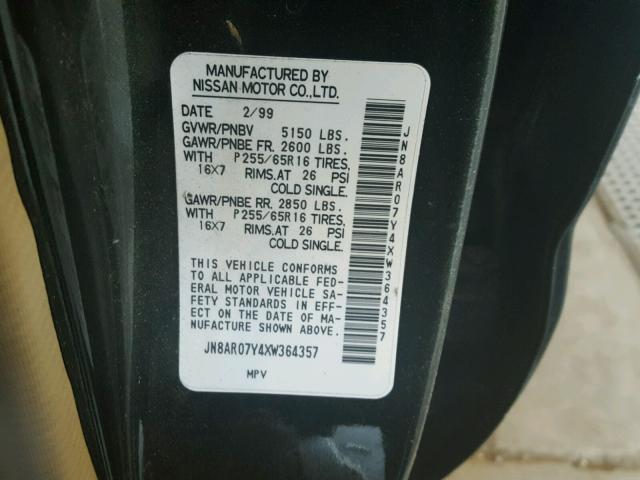 MANUFACTURED BY
NISSAN MOTOR CO.,LTD.
DATE 2/99
GVWR/PNBV 5150 LBS.
GAWR/PNBE FR. 2600 LBS.
WITH P255/65R16 TIRES,
16X7 RIMS.AT 26 PSI
COLD SINGLE.
GAWR/PNBE RR. 2850 LBS.
WITH P255/65R16 TIRES,
16X7 RIMS.AT 26 PSI
COLD SINGLE.
THIS VEHICLE CONFORMS
TO ALL APPLICABLE FED-
ERAL MOTOR VEHICLE SA-
FETY STANDARDS IN EFF-
ECT ON THE DATE OF MA-
NUFACTURE SHOWN ABOVE.
JN8AR07Y4XW364357
MPV
JN8AR07Y4XW364357